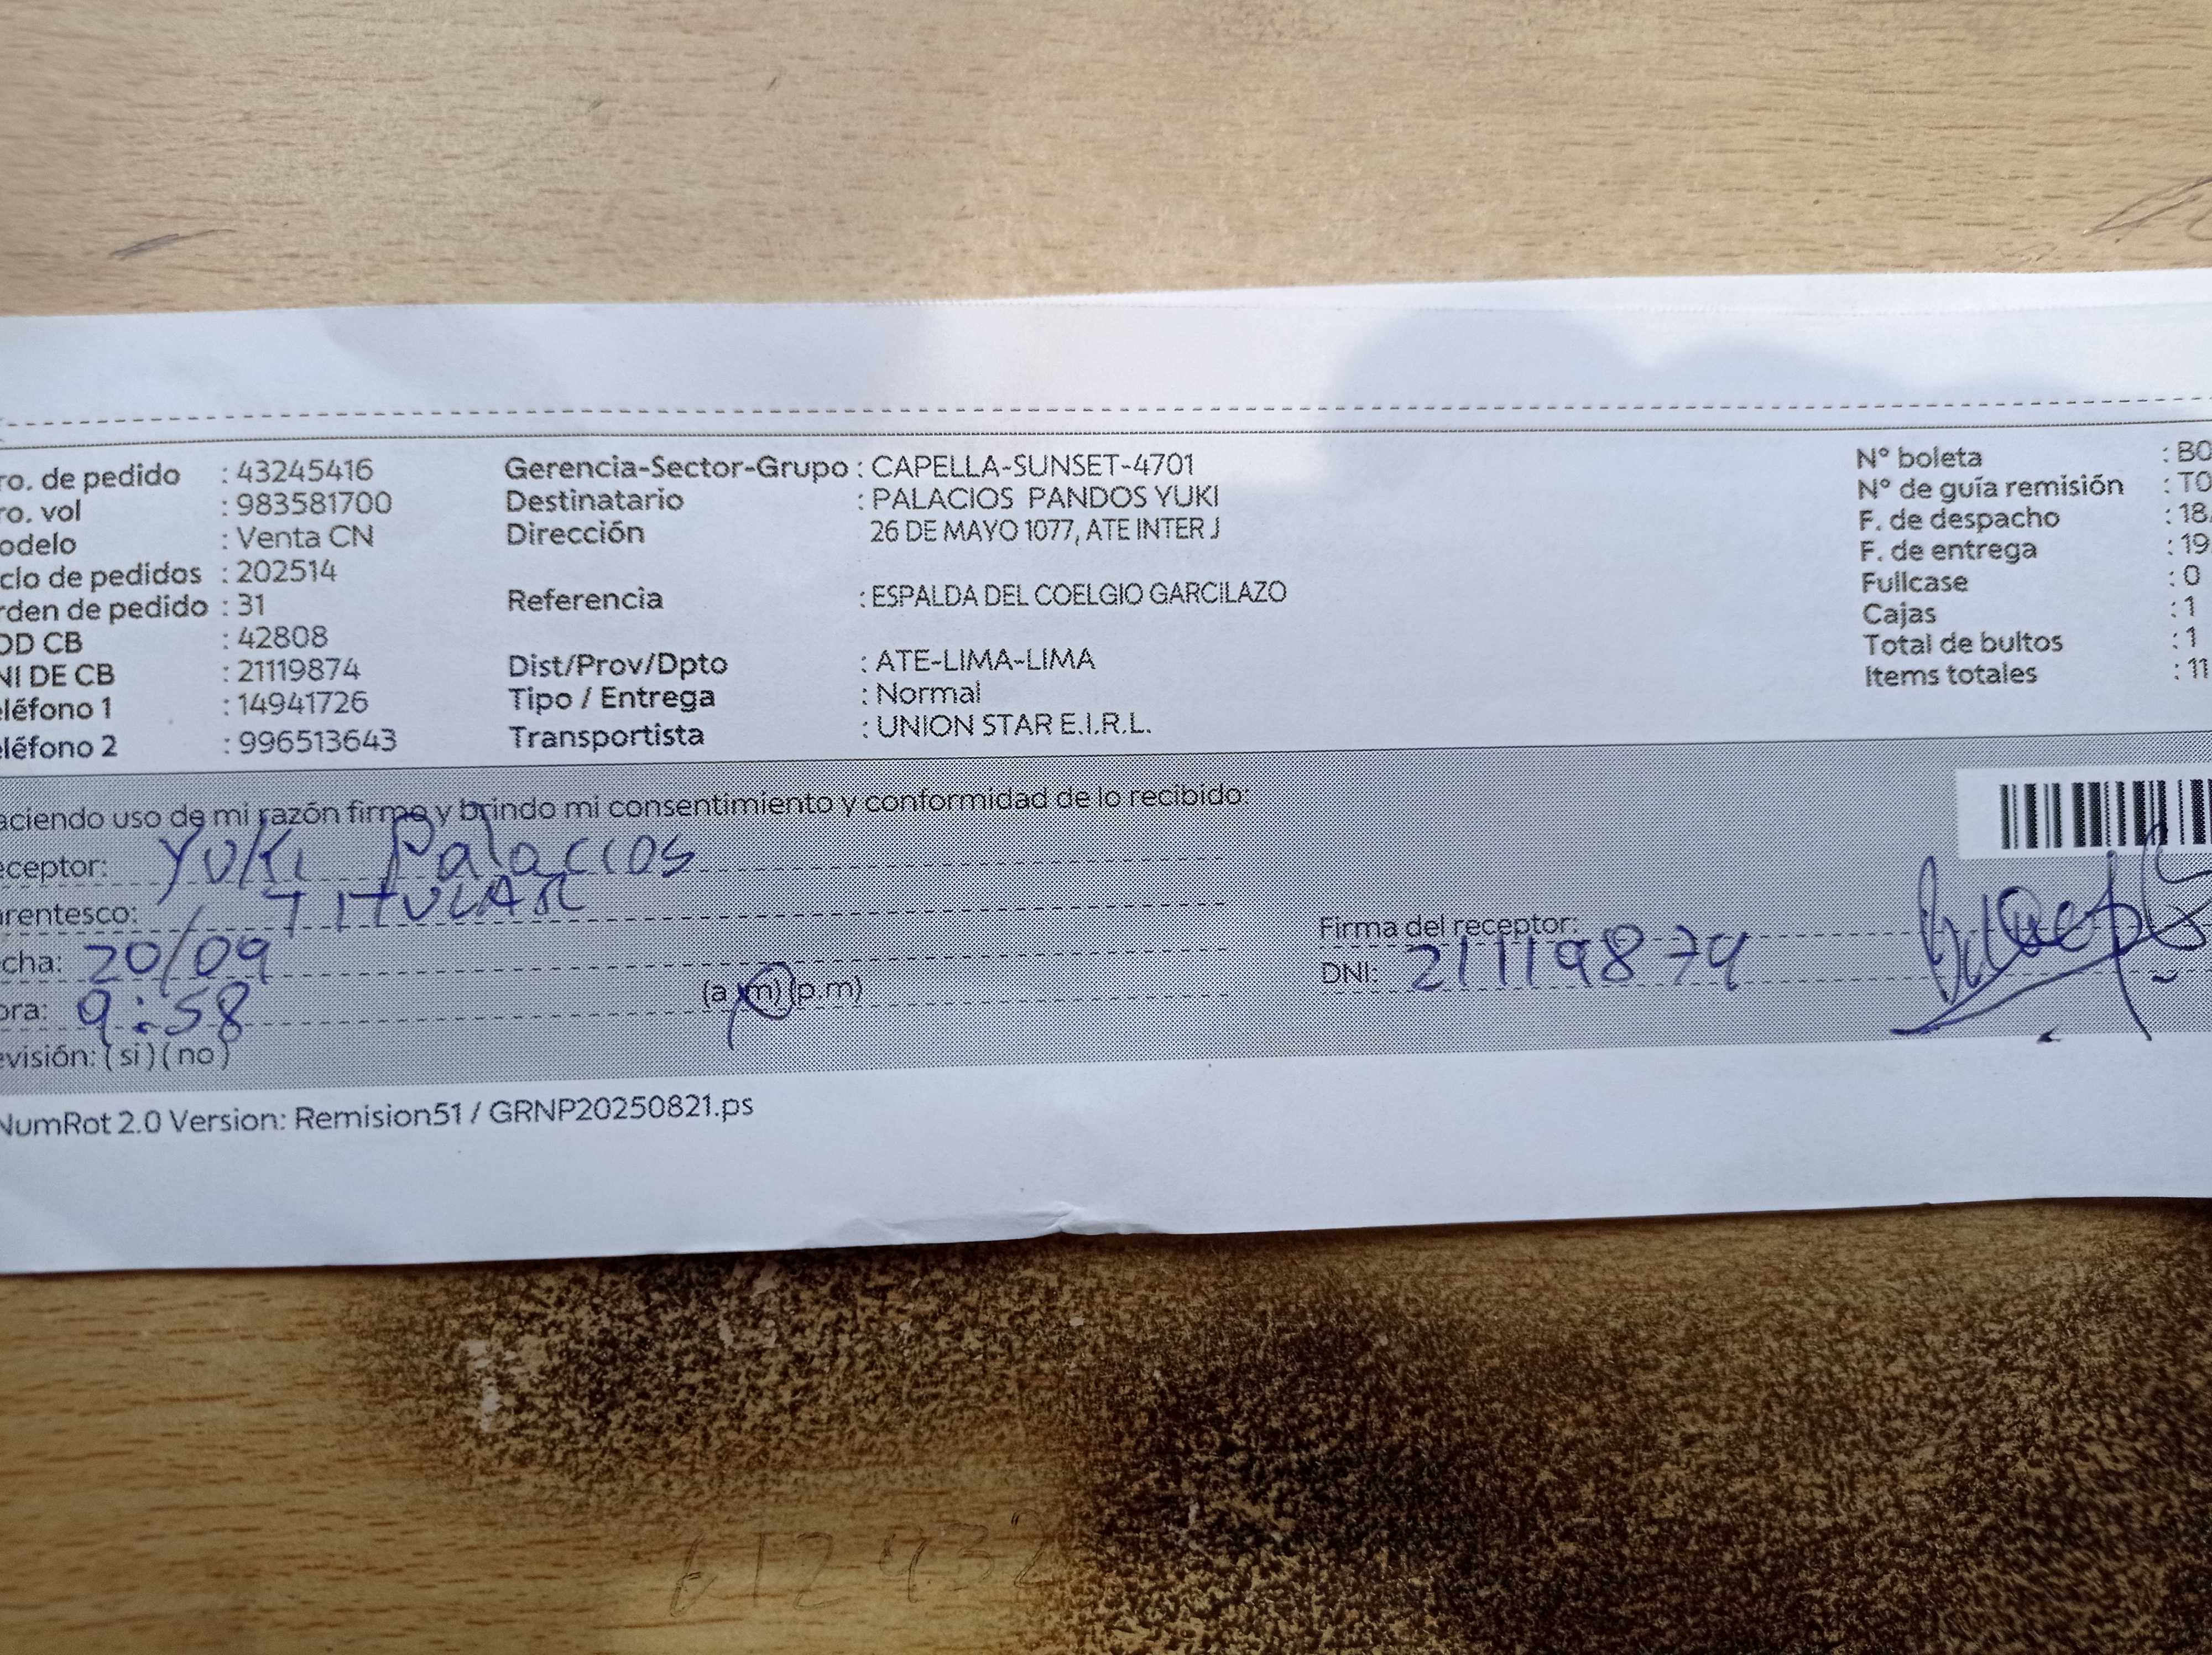 ro. de pedido : 43245416 Gerencia-Sector-Grupo : CAPELLA-SUNSET-4701 N° boleta : BO
ro. vol : 983581700 Destinatario : PALACIOS PANDOS YUKI N° de guía remisión : TO
odelo : Venta CN Dirección 26 DE MAYO 1077, ATE INTER J F. de despacho : 18
clo de pedidos : 202514 F. de entrega : 19
rden de pedido : 31 Referencia : ESPALDA DEL COELGIO GARCILAZO Fullcase : 0
OD CB : 42808 Cajas : 1
NI DE CB : 21119874 Dist/Prov/Dpto : ATE-LIMA-LIMA Total de bultos : 1
eléfono 1 : 14941726 Tipo / Entrega : Normal Items totales : 11
eléfono 2 : 996513643 Transportista : UNION STAR E.I.R.L.
aciendo uso de mi razón firmo y brindo mi consentimiento y conformidad de lo recibido:
eceptor: Yuki Palacios
arentesco: TITULAR Firma del receptor:
cha: 20/09 DNI: 21119874
ora: 9:58 (a.m) (p.m)
evisión: (si) (no)
NumRot 2.0 Version: Remision51 / GRNP20250821.ps